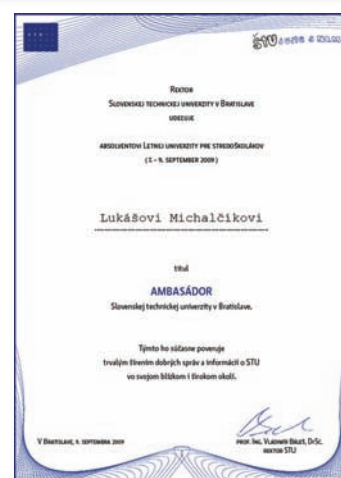 STU
REKTOR
SLOVENSKEJ TECHNICKEJ UNIVERZITY V BRATISLAVE
UDEĽUJE
ABSOLVENTOVI LETNEJ UNIVERZITY PRE STREDOŠKOLÁKOV
(7. – 9. SEPTEMBER 2009)
Lukášovi Michalčíkovi
titul
AMBASÁDOR
Slovenskej technickej univerzity v Bratislave.
Týmto ho súčasne poveruje
trvalým šírením dobrých správ a informácií o STU
vo svojom blízkom i širokom okolí.
V BRATISLAVE, 9. SEPTEMBRA 2009
PROF. ING. VLADIMÍR BÁLEŠ, DRSC.
REKTOR STU